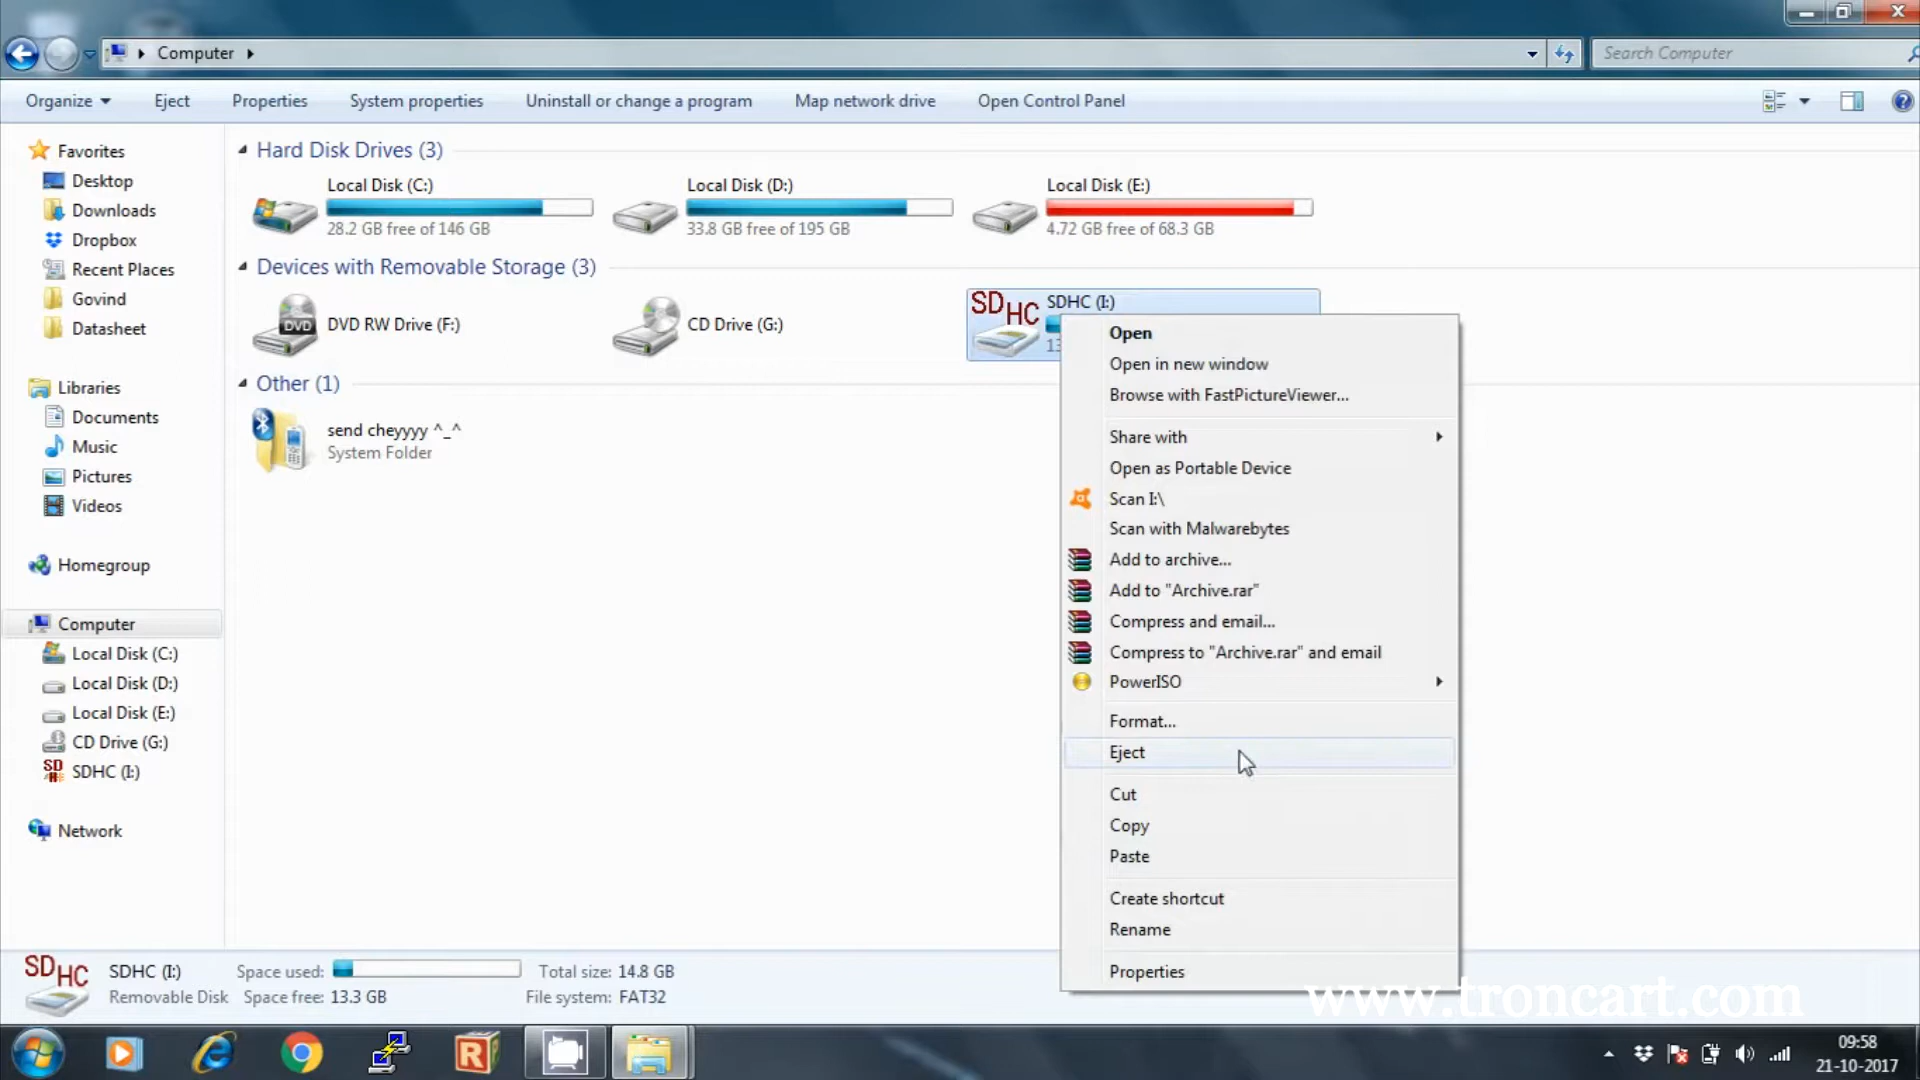 Computer
Search Computer
Organize
Eject
Properties
System properties
Uninstall or change a program
Map network drive
Open Control Panel
Favorites
Desktop
Downloads
Dropbox
Recent Places
Govind
Datasheet
Libraries
Documents
Music
Pictures
Videos
Homegroup
Computer
Local Disk (C:)
Local Disk (D:)
Local Disk (E:)
CD Drive (G:)
SDHC (I:)
Network
Hard Disk Drives (3)
Local Disk (C:)
28.2 GB free of 146 GB
Local Disk (D:)
33.8 GB free of 195 GB
Local Disk (E:)
4.72 GB free of 68.3 GB
Devices with Removable Storage (3)
DVD
DVD RW Drive (F:)
CD Drive (G:)
SDHC
SDHC (I:)
Other (1)
send cheyyyy ^_^
System Folder
Open
Open in new window
Browse with FastPictureViewer...
Share with
Open as Portable Device
Scan I:\
Scan with Malwarebytes
Add to archive...
Add to "Archive.rar"
Compress and email...
Compress to "Archive.rar" and email
PowerISO
Format...
Eject
Cut
Copy
Paste
Create shortcut
Rename
Properties
SDHC
SDHC (I:)
Removable Disk
Space used:
Space free: 13.3 GB
Total size: 14.8 GB
File system: FAT32
www.troncart.com
09:58
21-10-2017